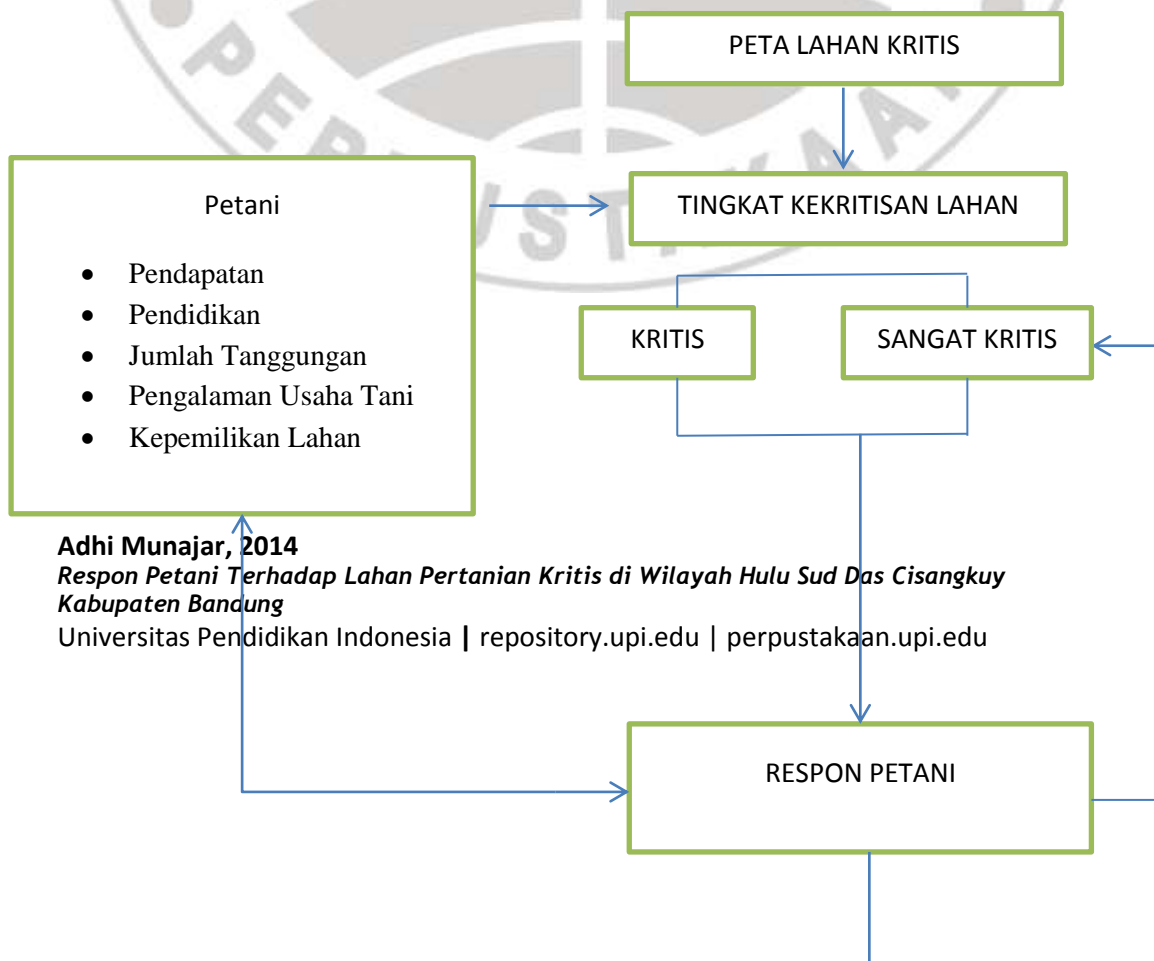 PETA LAHAN KRITIS
Petani
TINGKAT KEKRITISAN LAHAN
• Pendapatan
• Pendidikan
• Jumlah Tanggungan
• Pengalaman Usaha Tani
• Kepemilikan Lahan
KRITIS
SANGAT KRITIS
Adhi Munajar, 2014
Respon Petani Terhadap Lahan Pertanian Kritis di Wilayah Hulu Sud Das Cisangkuy
Kabupaten Bandung
Universitas Pendidikan Indonesia | repository.upi.edu | perpustakaan.upi.edu
RESPON PETANI